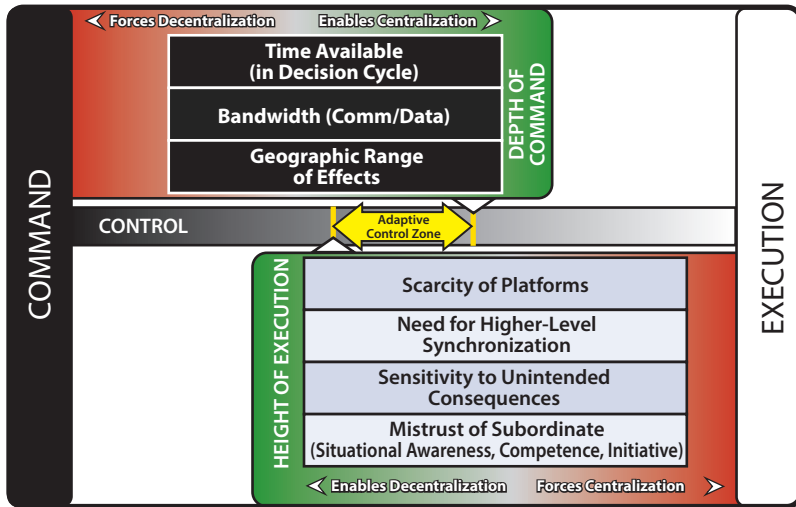 Forces Decentralization Enables Centralization
Time Available
(in Decision Cycle)
Bandwidth (Comm/Data)
Geographic Range
of Effects
DEPTH OF
COMMAND
COMMAND
CONTROL
Adaptive
Control Zone
EXECUTION
HEIGHT OF EXECUTION
Scarcity of Platforms
Need for Higher-Level
Synchronization
Sensitivity to Unintended
Consequences
Mistrust of Subordinate
(Situational Awareness, Competence, Initiative)
Enables Decentralization Forces Centralization